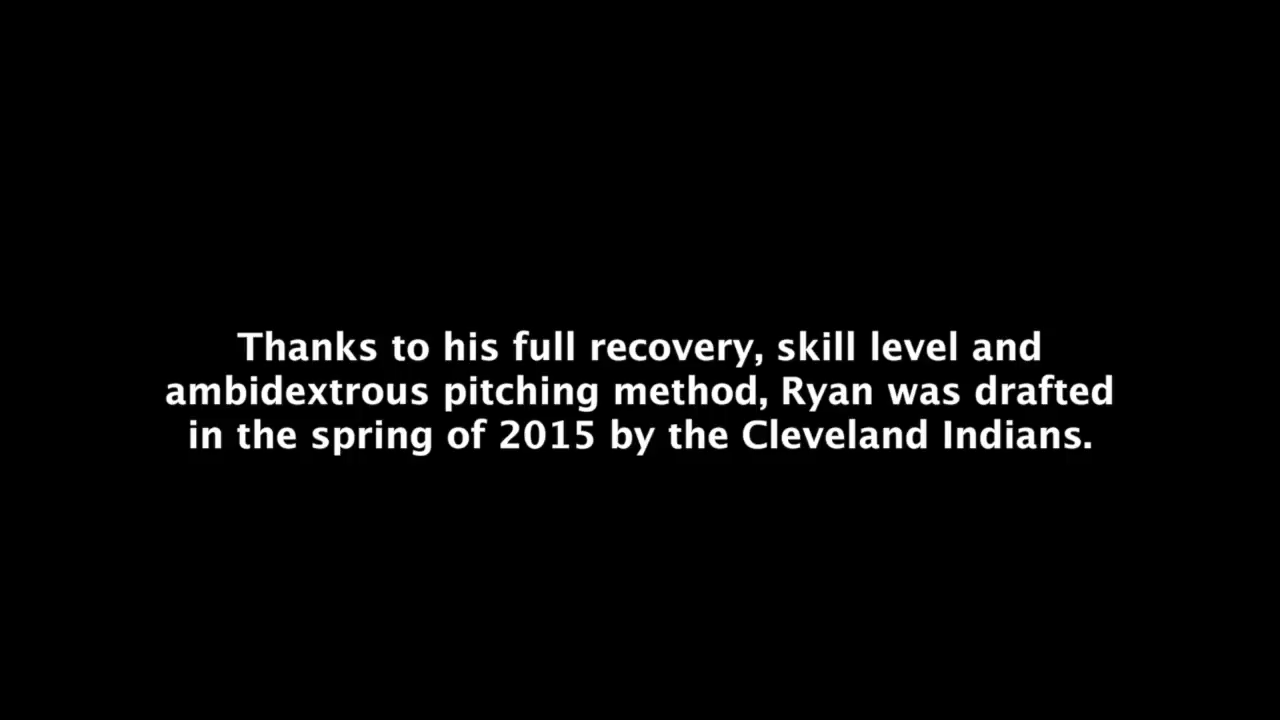 Thanks to his full recovery, skill level and
ambidextrous pitching method, Ryan was drafted
in the spring of 2015 by the Cleveland Indians.